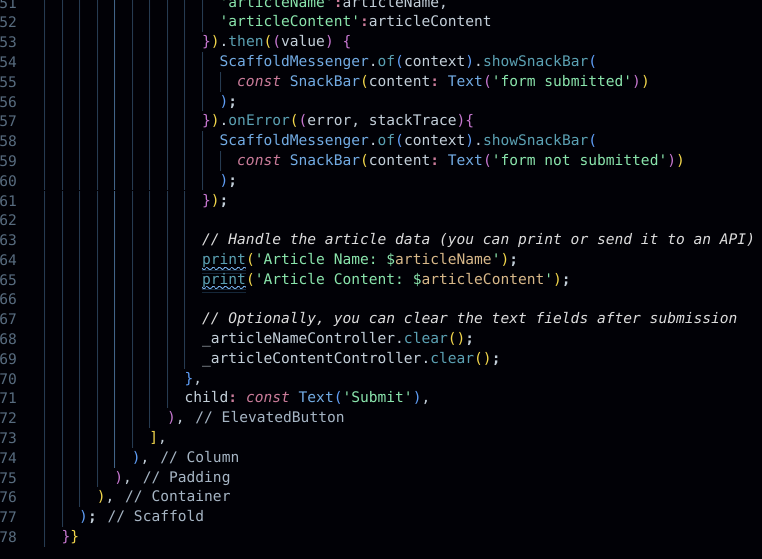 51 'articleName':articleName,
52 'articleContent':articleContent
53 }).then((value) {
54 ScaffoldMessenger.of(context).showSnackBar(
55 const SnackBar(content: Text('form submitted'))
56 );
57 }).onError((error, stackTrace){
58 ScaffoldMessenger.of(context).showSnackBar(
59 const SnackBar(content: Text('form not submitted'))
60 );
61 });
62
63 // Handle the article data (you can print or send it to an API)
64 print('Article Name: $articleName');
65 print('Article Content: $articleContent');
66
67 // Optionally, you can clear the text fields after submission
68 _articleNameController.clear();
69 _articleContentController.clear();
70 },
71 child: const Text('Submit'),
72 ), // ElevatedButton
73 ],
74 ), // Column
75 ), // Padding
76 ), // Container
77 ); // Scaffold
78 }}